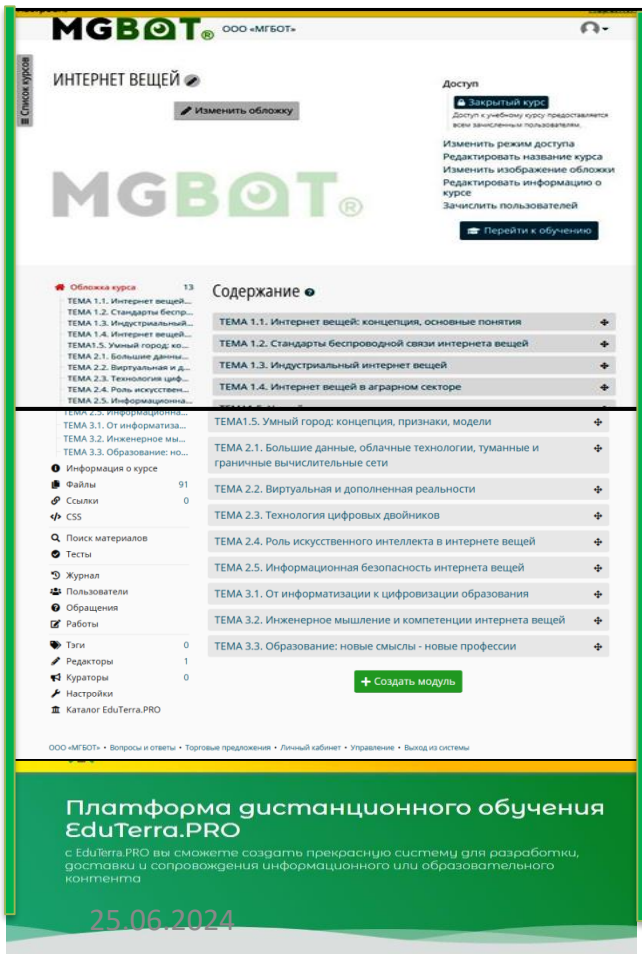 MGBOT® ООО «МГБОТ»
Список курсов
ИНТЕРНЕТ ВЕЩЕЙ
Изменить обложку
MGBOT®
Доступ
Закрытый курс
Доступ к учебному курсу предоставляется
всем зачисленным пользователям.
Изменить режим доступа
Редактировать название курса
Изменить изображение обложки
Редактировать информацию о
курсе
Зачислить пользователей
Перейти к обучению
Обложка курса 13
ТЕМА 1.1. Интернет вещей...
ТЕМА 1.2. Стандарты беспр...
ТЕМА 1.3. Индустриальный...
ТЕМА 1.4. Интернет вещей...
ТЕМА1.5. Умный город: ко...
ТЕМА 2.1. Большие данны...
ТЕМА 2.2. Виртуальная и д...
ТЕМА 2.3. Технология циф...
ТЕМА 2.4. Роль искусствен...
ТЕМА 2.5. Информационна...
ТЕМА 2.5. Информационна...
ТЕМА 3.1. От информатиза...
ТЕМА 3.2. Инженерное мы...
ТЕМА 3.3. Образование: но...
Информация о курсе
Файлы 91
Ссылки 0
CSS
Поиск материалов
Тесты
Журнал
Пользователи
Обращения
Работы
Тэги 0
Редакторы 1
Кураторы 0
Настройки
Каталог EduTerra.PRO
Содержание
ТЕМА 1.1. Интернет вещей: концепция, основные понятия
ТЕМА 1.2. Стандарты беспроводной связи интернета вещей
ТЕМА 1.3. Индустриальный интернет вещей
ТЕМА 1.4. Интернет вещей в аграрном секторе
ТЕМА1.5. Умный город: концепция, признаки, модели
ТЕМА 2.1. Большие данные, облачные технологии, туманные и
граничные вычислительные сети
ТЕМА 2.2. Виртуальная и дополненная реальность
ТЕМА 2.3. Технология цифровых двойников
ТЕМА 2.4. Роль искусственного интеллекта в интернете вещей
ТЕМА 2.5. Информационная безопасность интернета вещей
ТЕМА 3.1. От информатизации к цифровизации образования
ТЕМА 3.2. Инженерное мышление и компетенции интернета вещей
ТЕМА 3.3. Образование: новые смыслы - новые профессии
+ Создать модуль
ООО «МГБОТ» • Вопросы и ответы • Торговые предложения • Личный кабинет • Управление • Выход из системы
Платформа дистанционного обучения
EduTerra.PRO
с EduTerra.PRO вы сможете создать прекрасную систему для разработки,
доставки и сопровождения информационного или образовательного
контента
25.06.2024